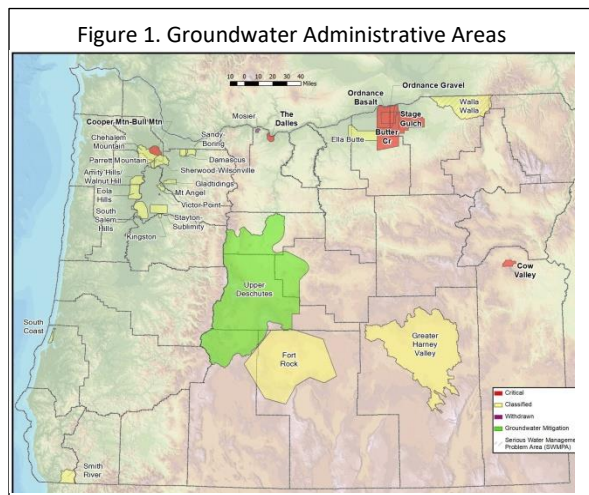 Figure 1. Groundwater Administrative Areas
10 0 10 20 30 40
Miles
Ordnance Gravel
Ordnance
Basalt
Walla
Walla
Stage
Gulch
Butter
Cr
Ella Butte
Mosier
The
Dalles
Cooper Mtn-Bull Mtn
Sandy
Boring
Chehalem
Mountain
Damascus
Parrett Mountain
Sherwood-Wilsonville
Amity Hills/
Walnut Hill
Gladtidings
Mt Angel
Eola
Hills
Victor-Point
South
Salem
Hills
Stayton-
Sublimity
Kingston
Cow
Valley
Upper
Deschutes
South
Coast
Greater
Harney
Valley
Fort
Rock
Smith
River
Critical
Classified
Withdrawn
Groundwater Mitigation
Serious Water Management
Problem Area (SWMPA)